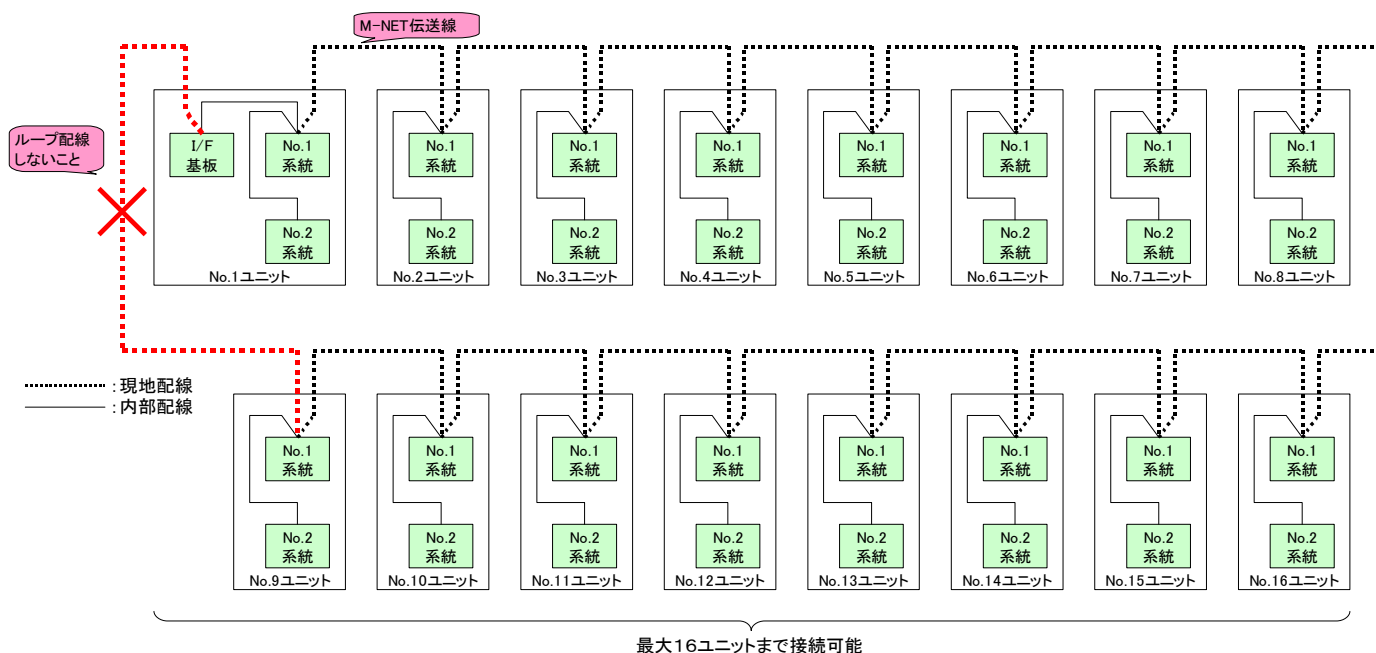 M-NET伝送線
ループ配線
しないこと
I/F
基板
No.1
系統
No.2
系統
No.1ユニット
No.1
系統
No.2
系統
No.2ユニット
No.1
系統
No.2
系統
No.3ユニット
No.1
系統
No.2
系統
No.4ユニット
No.1
系統
No.2
系統
No.5ユニット
No.1
系統
No.2
系統
No.6ユニット
No.1
系統
No.2
系統
No.7ユニット
No.1
系統
No.2
系統
No.8ユニット
：現地配線
：内部配線
No.1
系統
No.2
系統
No.9ユニット
No.1
系統
No.2
系統
No.10ユニット
No.1
系統
No.2
系統
No.11ユニット
No.1
系統
No.2
系統
No.12ユニット
No.1
系統
No.2
系統
No.13ユニット
No.1
系統
No.2
系統
No.14ユニット
No.1
系統
No.2
系統
No.15ユニット
No.1
系統
No.2
系統
No.16ユニット
最大16ユニットまで接続可能